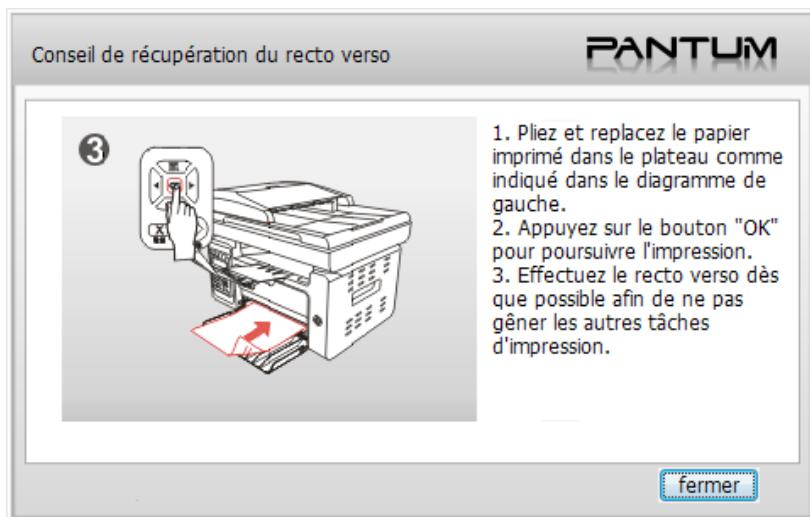 Conseil de récupération du recto verso
PANTUM
3
1. Pliez et replacez le papier
imprimé dans le plateau comme
indiqué dans le diagramme de
gauche.
2. Appuyez sur le bouton "OK"
pour poursuivre l'impression.
3. Effectuez le recto verso dès
que possible afin de ne pas
gêner les autres tâches
d'impression.
fermer